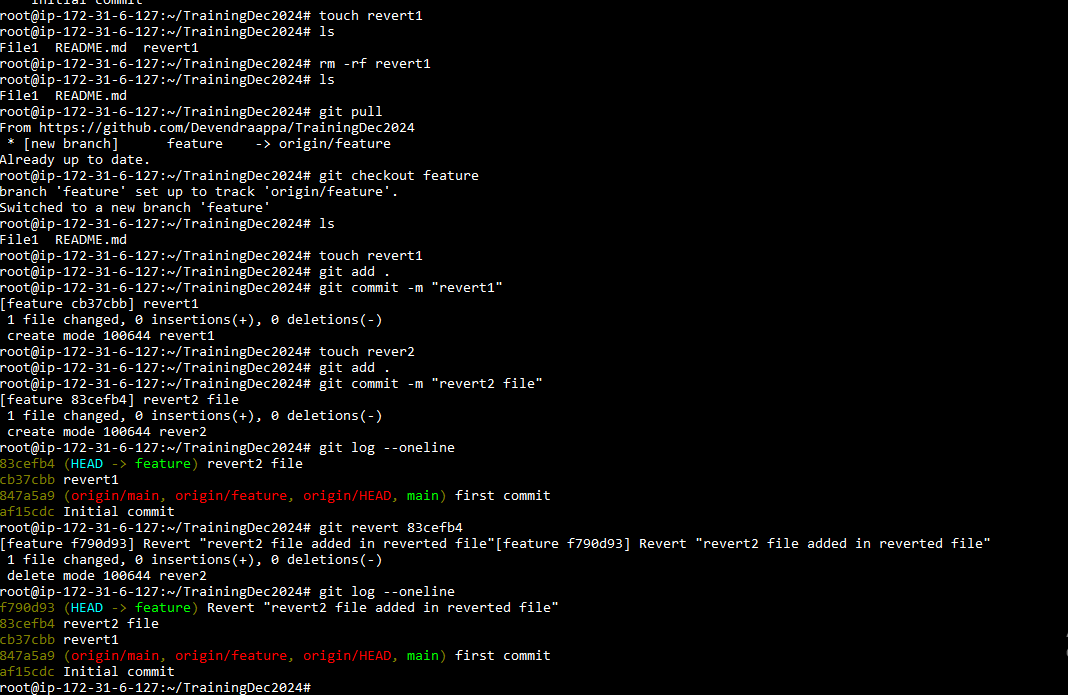 Initial commit
root@ip-172-31-6-127:~/TrainingDec2024# touch revert1
root@ip-172-31-6-127:~/TrainingDec2024# ls
File1  README.md  revert1
root@ip-172-31-6-127:~/TrainingDec2024# rm -rf revert1
root@ip-172-31-6-127:~/TrainingDec2024# ls
File1  README.md
root@ip-172-31-6-127:~/TrainingDec2024# git pull
From https://github.com/Devendraappa/TrainingDec2024
 * [new branch]      feature    -> origin/feature
Already up to date.
root@ip-172-31-6-127:~/TrainingDec2024# git checkout feature
branch 'feature' set up to track 'origin/feature'.
Switched to a new branch 'feature'
root@ip-172-31-6-127:~/TrainingDec2024# ls
File1  README.md
root@ip-172-31-6-127:~/TrainingDec2024# touch revert1
root@ip-172-31-6-127:~/TrainingDec2024# git add .
root@ip-172-31-6-127:~/TrainingDec2024# git commit -m "revert1"
[feature cb37cbb] revert1
 1 file changed, 0 insertions(+), 0 deletions(-)
 create mode 100644 revert1
root@ip-172-31-6-127:~/TrainingDec2024# touch rever2
root@ip-172-31-6-127:~/TrainingDec2024# git add .
root@ip-172-31-6-127:~/TrainingDec2024# git commit -m "revert2 file"
[feature 83cefb4] revert2 file
 1 file changed, 0 insertions(+), 0 deletions(-)
 create mode 100644 rever2
root@ip-172-31-6-127:~/TrainingDec2024# git log --oneline
83cefb4 (HEAD -> feature) revert2 file
cb37cbb revert1
847a5a9 (origin/main, origin/feature, origin/HEAD, main) first commit
af15cdc Initial commit
root@ip-172-31-6-127:~/TrainingDec2024# git revert 83cefb4
[feature f790d93] Revert "revert2 file added in reverted file"[feature f790d93] Revert "revert2 file added in reverted file"
 1 file changed, 0 insertions(+), 0 deletions(-)
 delete mode 100644 rever2
root@ip-172-31-6-127:~/TrainingDec2024# git log --oneline
f790d93 (HEAD -> feature) Revert "revert2 file added in reverted file"
83cefb4 revert2 file
cb37cbb revert1
847a5a9 (origin/main, origin/feature, origin/HEAD, main) first commit
af15cdc Initial commit
root@ip-172-31-6-127:~/TrainingDec2024#